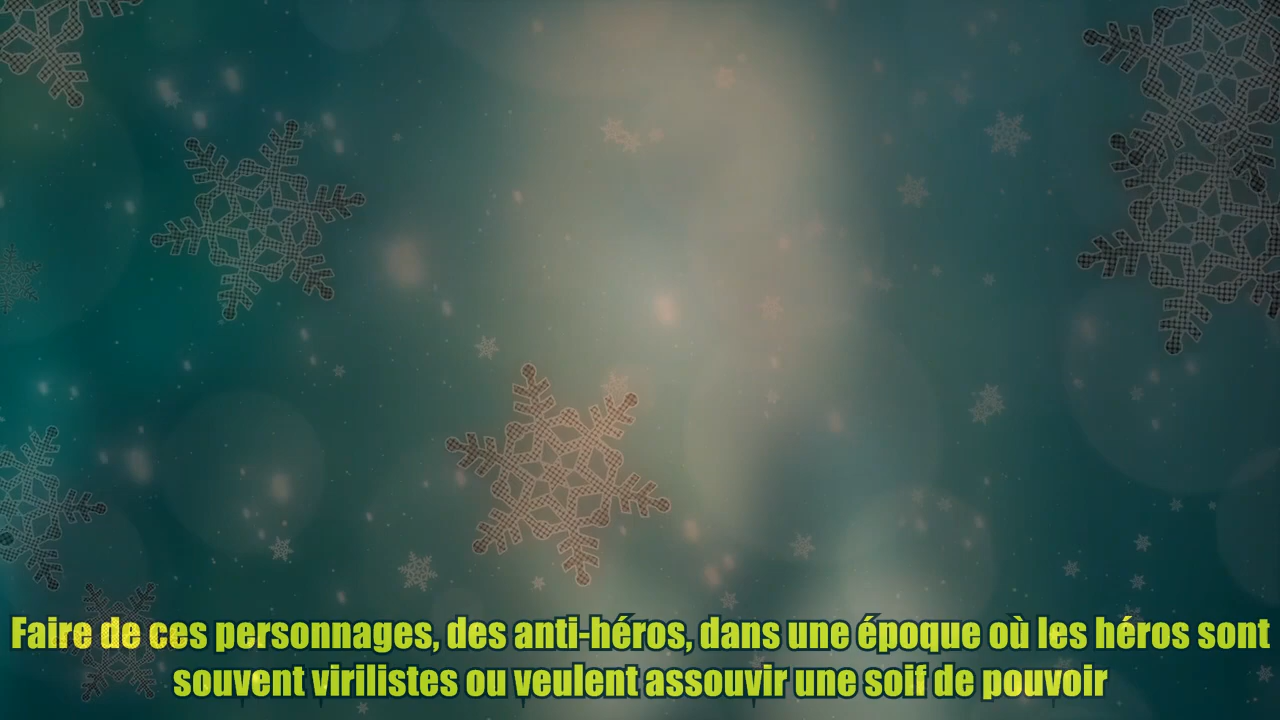 Faire de ces personnages, des anti-héros, dans une époque où les héros sont
souvent virilistes ou veulent assouvir une soif de pouvoir